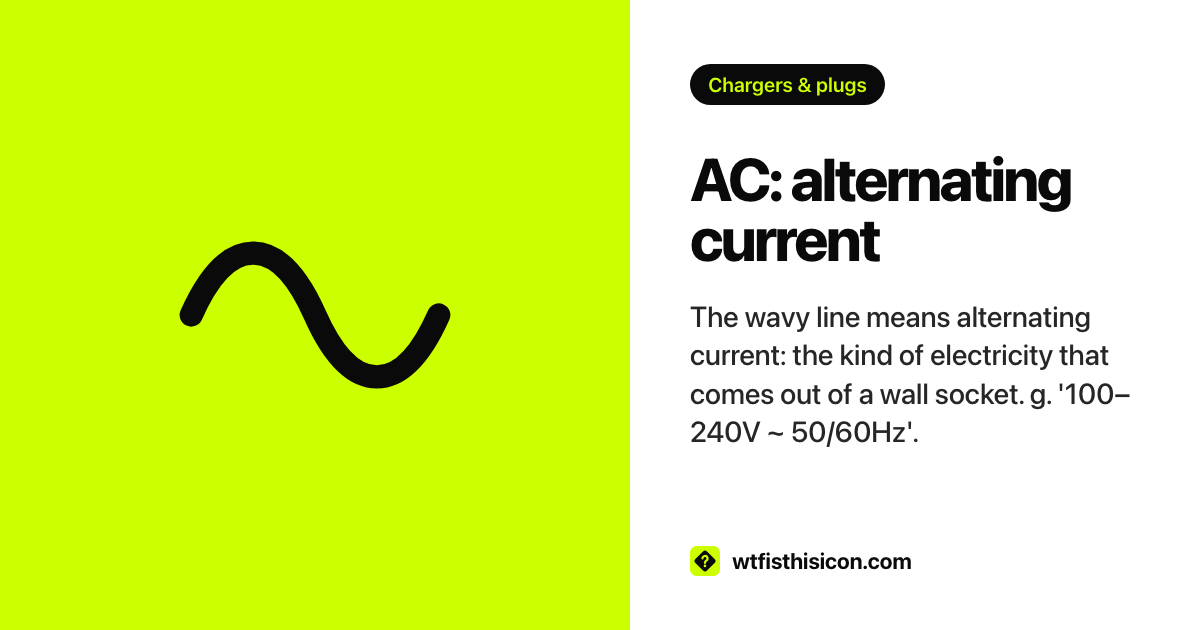 Chargers & plugs
AC: alternating
current
The wavy line means alternating
current: the kind of electricity that
comes out of a wall socket. g. '100–
240V ~ 50/60Hz'.
wtfisthisicon.com